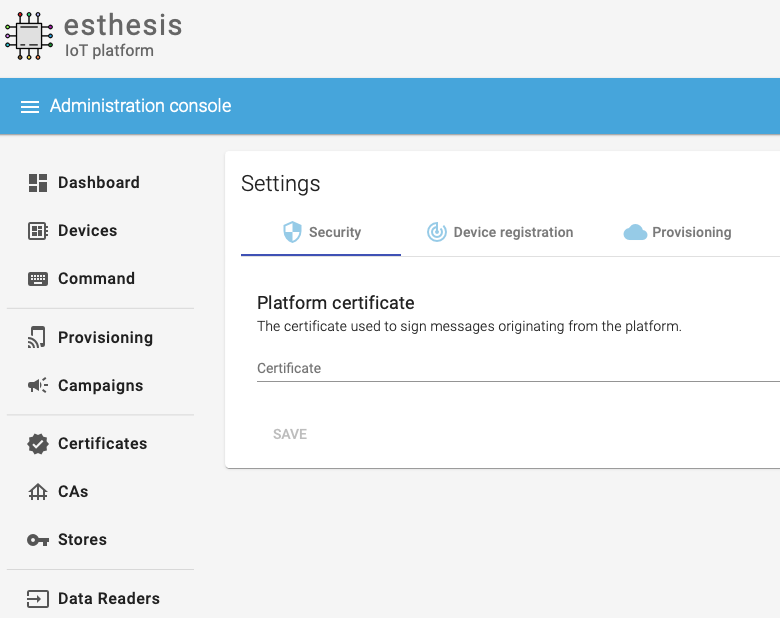 esthesis
IoT platform
Administration console
Dashboard
Devices
Command
Provisioning
Campaigns
Certificates
CAs
Stores
Data Readers
Settings
Security
Device registration
Provisioning
Platform certificate
The certificate used to sign messages originating from the platform.
Certificate
SAVE